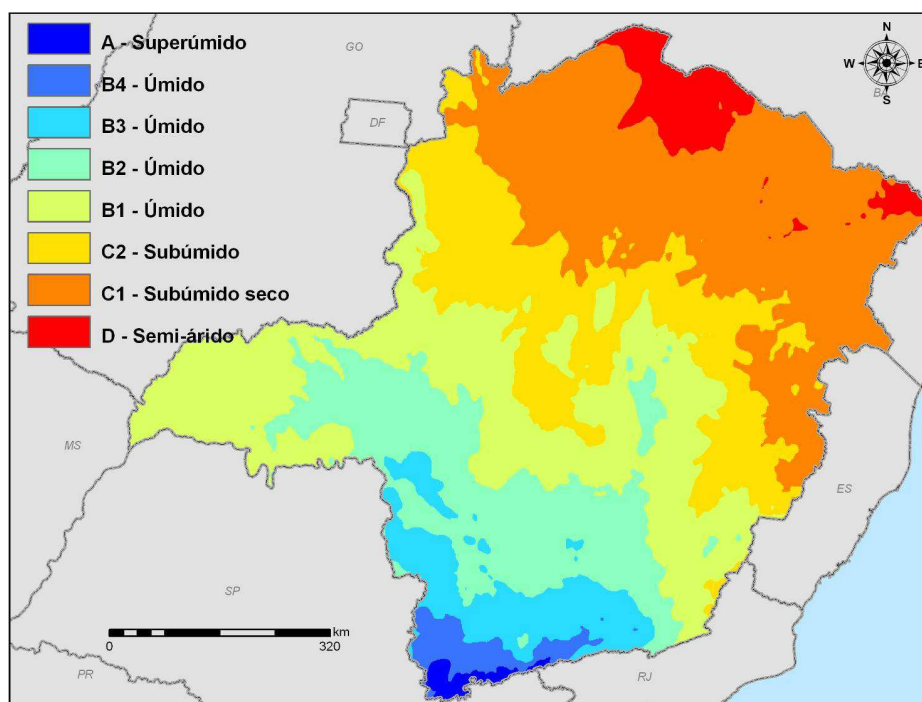 A - Superúmido
B4 - Úmido
B3 - Úmido
B2 - Úmido
B1 - Úmido
C2 - Subúmido
C1 - Subúmido seco
D - Semi-árido
GO
DF
N
W
E
S
BA
MS
ES
SP
km
0
320
PR
RJ